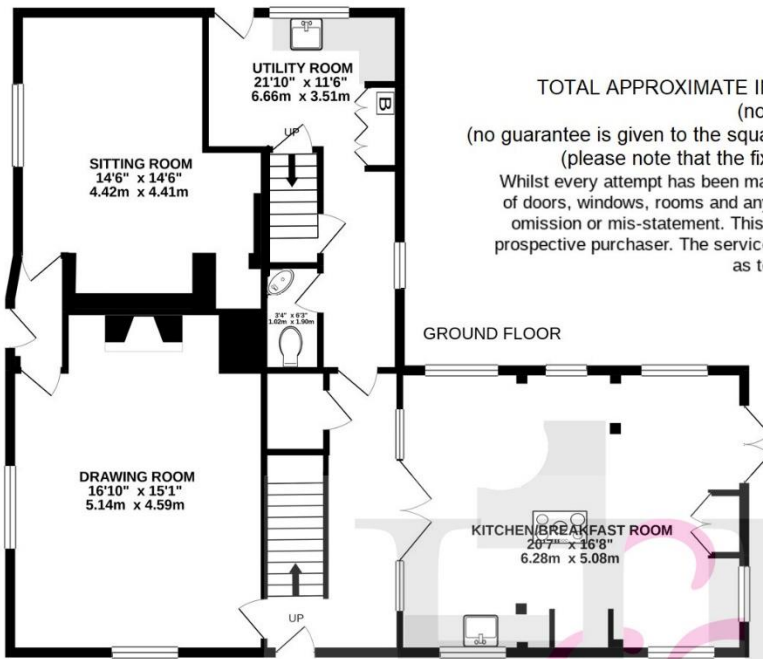 UTILITY ROOM
21'10" x 11'6"
6.66m x 3.51m
B
UP
SITTING ROOM
14'6" x 14'6"
4.42m x 4.41m
3'4" x 6'3"
1.02m x 1.90m
DRAWING ROOM
16'10" x 15'1"
5.14m x 4.59m
UP
KITCHEN/BREAKFAST ROOM
20'7" x 16'8"
6.28m x 5.08m
GROUND FLOOR
TOTAL APPROXIMATE I
(no
(no guarantee is given to the squa
(please note that the fi
Whilst every attempt has been ma
of doors, windows, rooms and any
omission or mis-statement. This
prospective purchaser. The service
as t